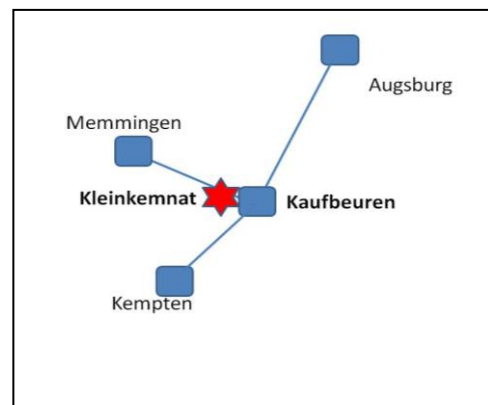 Augsburg
Memmingen
Kleinkemnat
Kaufbeuren
Kempten